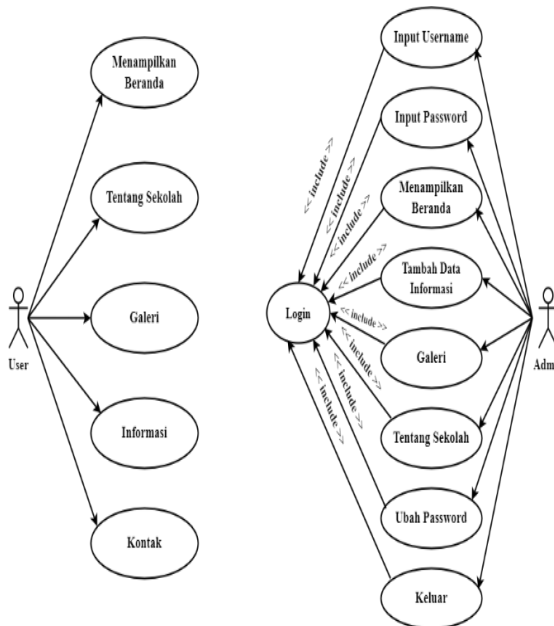 Menampilkan
Beranda
Tentang Sekolah
Galeri
User
Informasi
Kontak
Input Username
Input Password
Menampilkan
Beranda
Tambah Data
Informasi
Login
Galeri
Adm
Tentang Sekolah
Ubah Password
Keluar
<< include >>
<< include >>
<< include >>
<< include >>
<< include >>
<< include >>
<< include >>
<< include >>